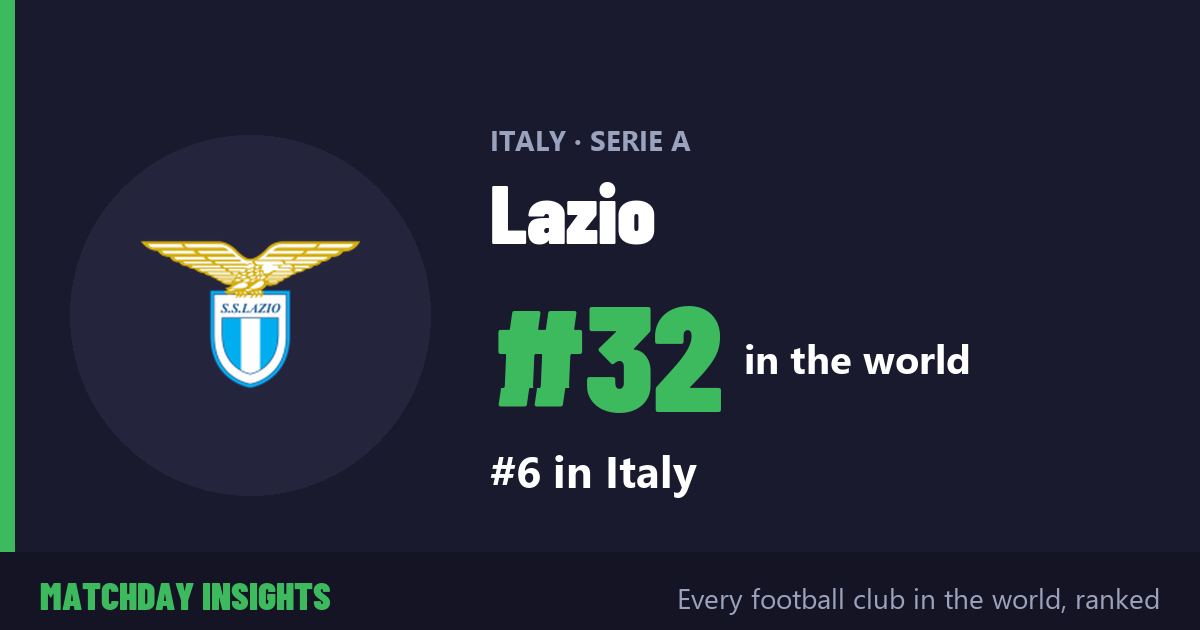 ITALY · SERIE A
Lazio
S.S.LAZIO
#32 in the world
#6 in Italy
MATCHDAY INSIGHTS
Every football club in the world, ranked